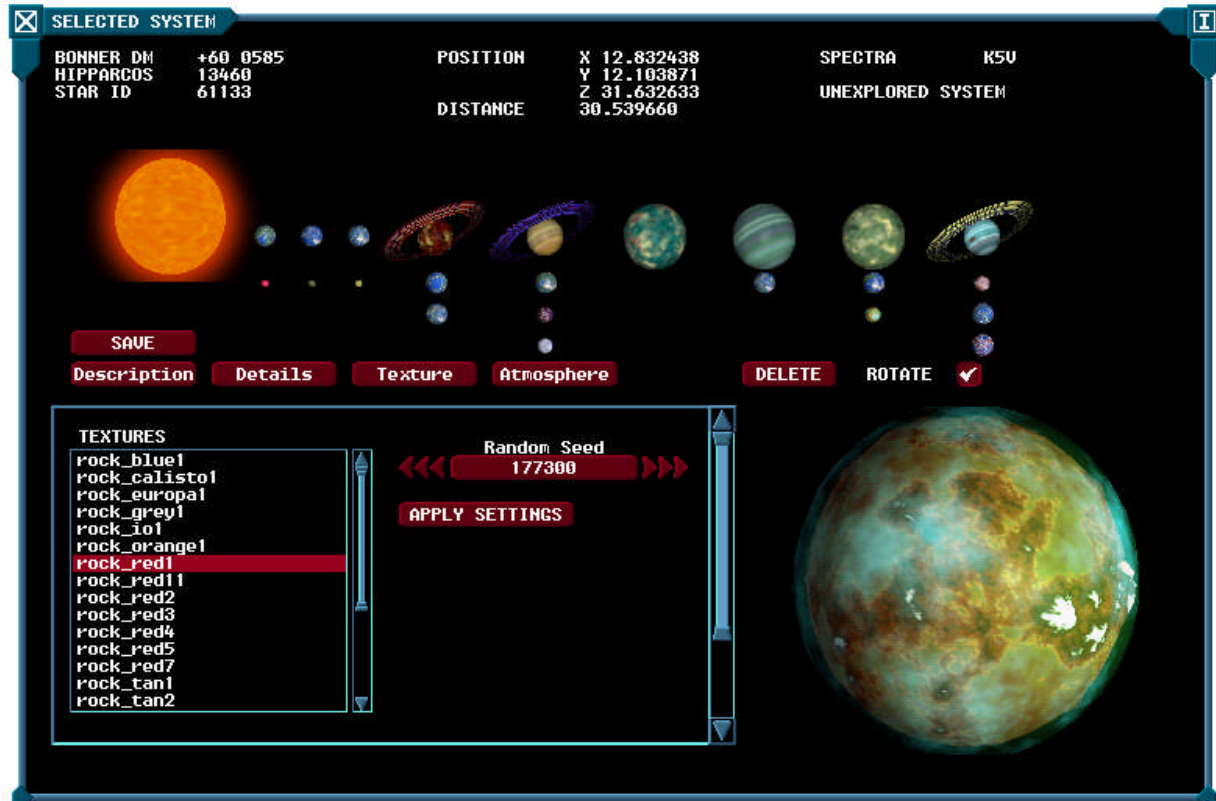 SELECTED SYSTEM
I
BONNER DM +60 0585 POSITION X 12.832438 SPECTRA K5V
HIPPARCOS 13460 Y 12.103871
STAR ID 61133 Z 31.632633 UNEXPLORED SYSTEM
DISTANCE 30.539660
SAVE
Description Details Texture Atmosphere DELETE ROTATE
TEXTURES
Random Seed
177300
APPLY SETTINGS
rock_blue1
rock_calisto1
rock_europa1
rock_grey1
rock_io1
rock_orange1
rock_red1
rock_red11
rock_red2
rock_red3
rock_red4
rock_red5
rock_red7
rock_tan1
rock_tan2